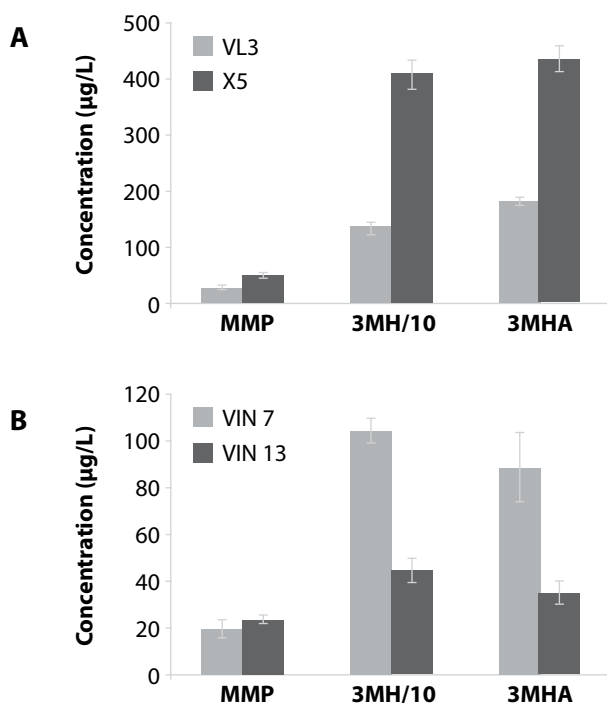 A
Concentration (µg/L)
500
400
300
200
100
0
VL3
X5
MMP
3MH/10
3MHA
B
Concentration (µg/L)
120
100
80
60
40
20
0
VIN 7
VIN 13
MMP
3MH/10
3MHA